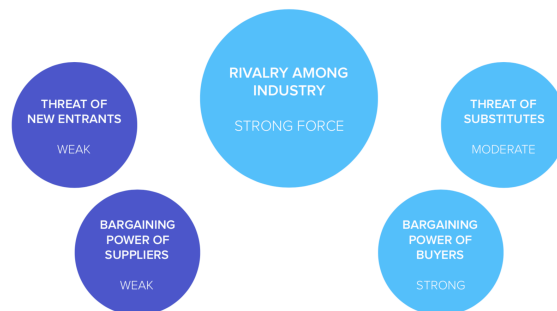 RIVALRY AMONG
INDUSTRY
STRONG FORCE
THREAT OF
NEW ENTRANTS
WEAK
THREAT OF
SUBSTITUTES
MODERATE
BARGAINING
POWER OF
SUPPLIERS
WEAK
BARGAINING
POWER OF
BUYERS
STRONG